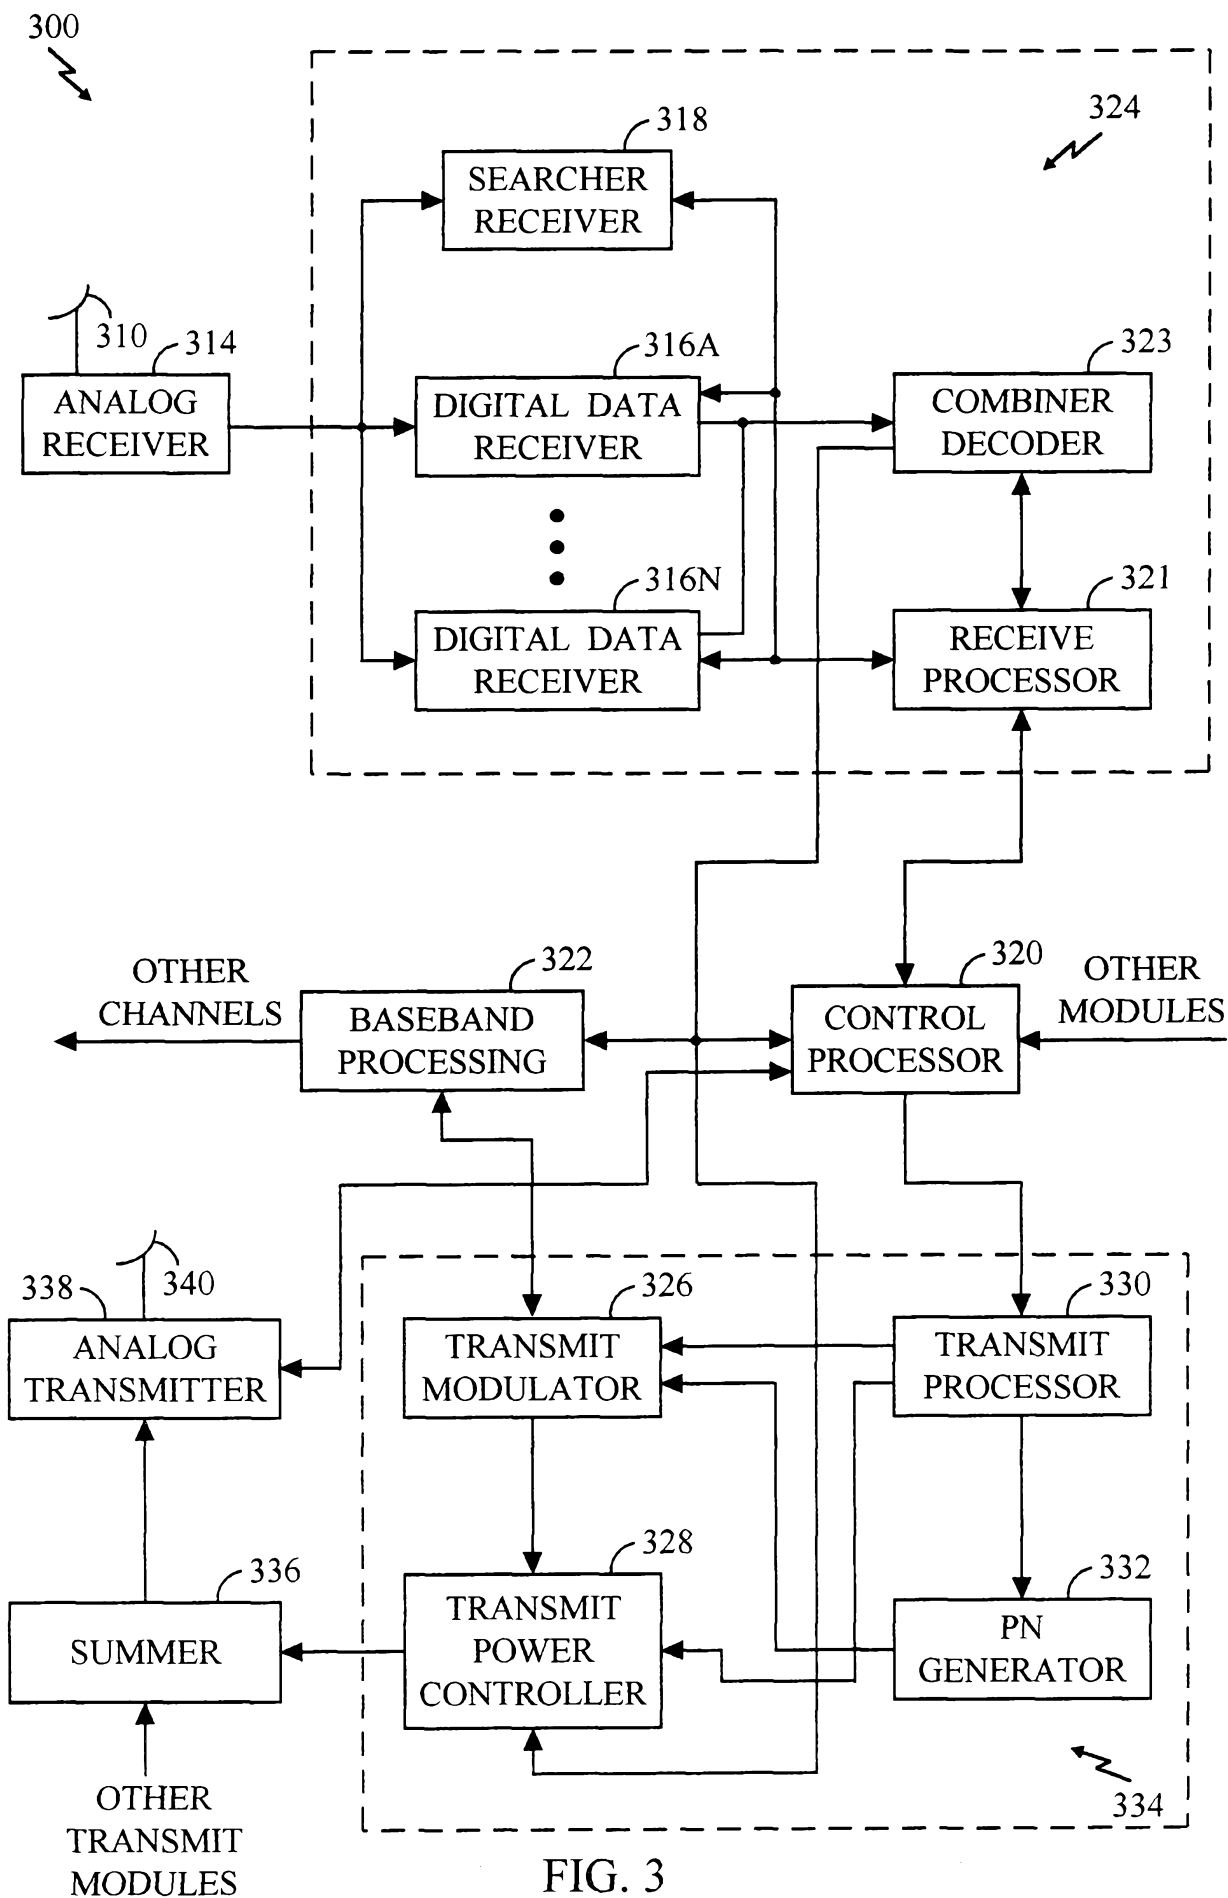 300
324
318
SEARCHER
RECEIVER
310
314
ANALOG
RECEIVER
316A
DIGITAL DATA
RECEIVER
323
COMBINER
DECODER
316N
DIGITAL DATA
RECEIVER
321
RECEIVE
PROCESSOR
OTHER
CHANNELS
322
BASEBAND
PROCESSING
320
CONTROL
PROCESSOR
OTHER
MODULES
340
338
ANALOG
TRANSMITTER
326
TRANSMIT
MODULATOR
330
TRANSMIT
PROCESSOR
336
SUMMER
328
TRANSMIT
POWER
CONTROLLER
332
PN
GENERATOR
334
OTHER
TRANSMIT
MODULES
FIG. 3